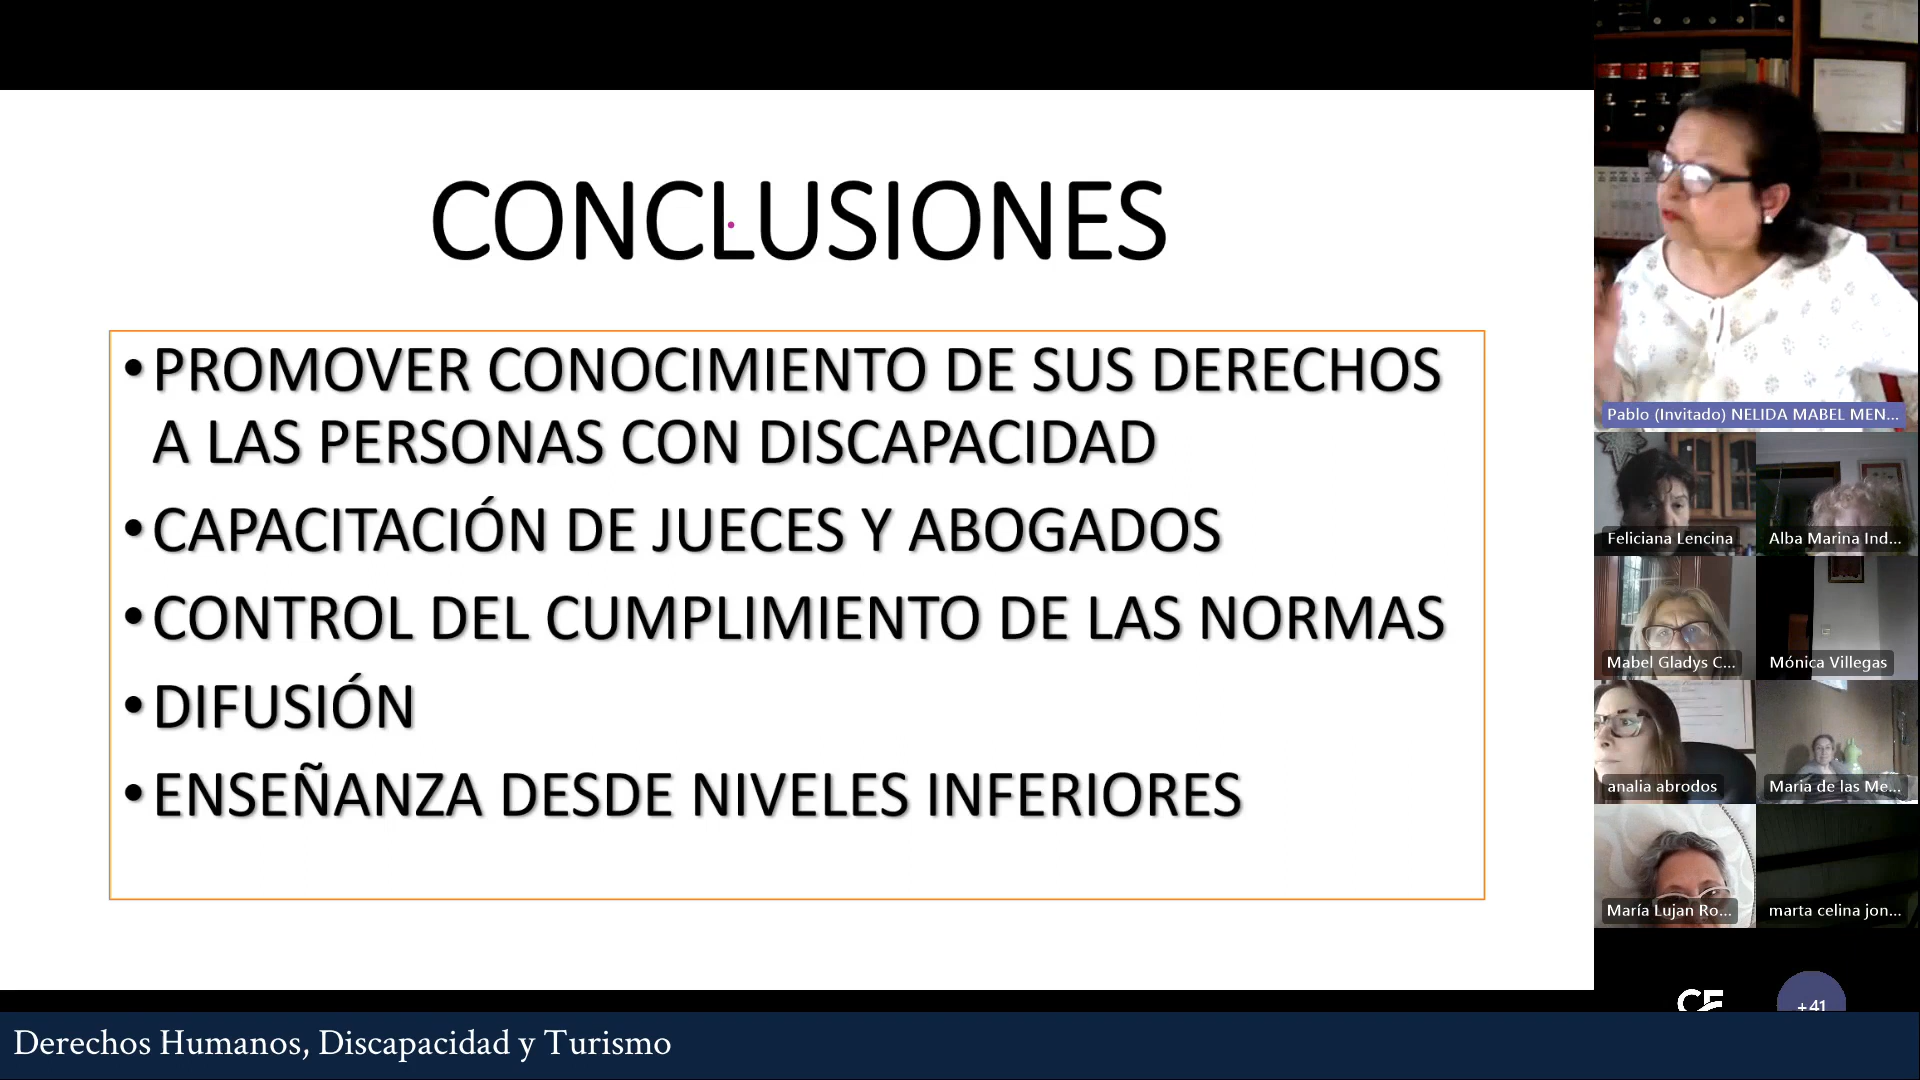 CONCLUSIONES
• PROMOVER CONOCIMIENTO DE SUS DERECHOS
A LAS PERSONAS CON DISCAPACIDAD
• CAPACITACIÓN DE JUECES Y ABOGADOS
• CONTROL DEL CUMPLIMIENTO DE LAS NORMAS
• DIFUSIÓN
• ENSEÑANZA DESDE NIVELES INFERIORES
Pablo (Invitado) NELIDA MABEL MEN...
Feliciana Lencina
Alba Marina Ind...
Mabel Gladys C...
Mónica Villegas
analia abrodos
Maria de las Me...
María Lujan Ro...
marta celina jon...
+41
Derechos Humanos, Discapacidad y Turismo